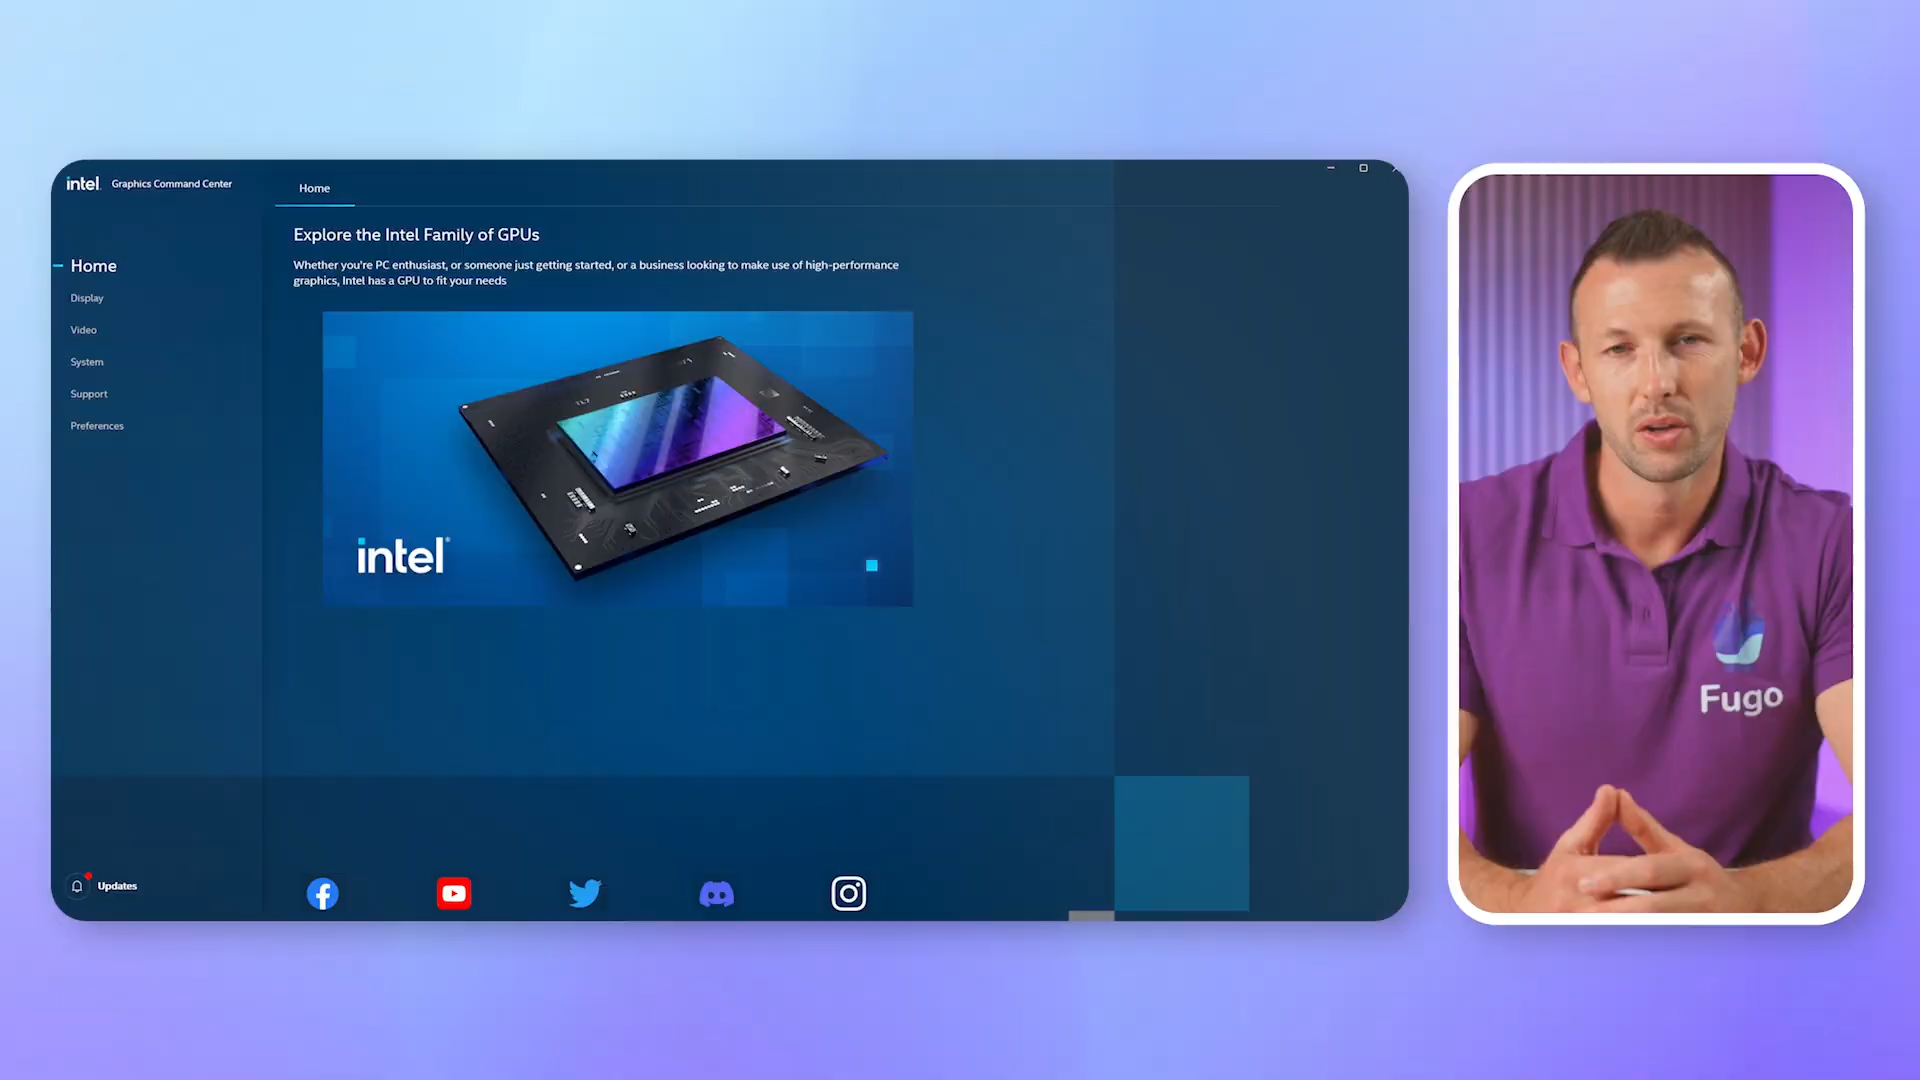 intel. Graphics Command Center
Home
Explore the Intel Family of GPUs
Whether you're PC enthusiast, or someone just getting started, or a business looking to make use of high-performance
graphics, Intel has a GPU to fit your needs
Home
Display
Video
System
Support
Preferences
intel
Updates
Fugo